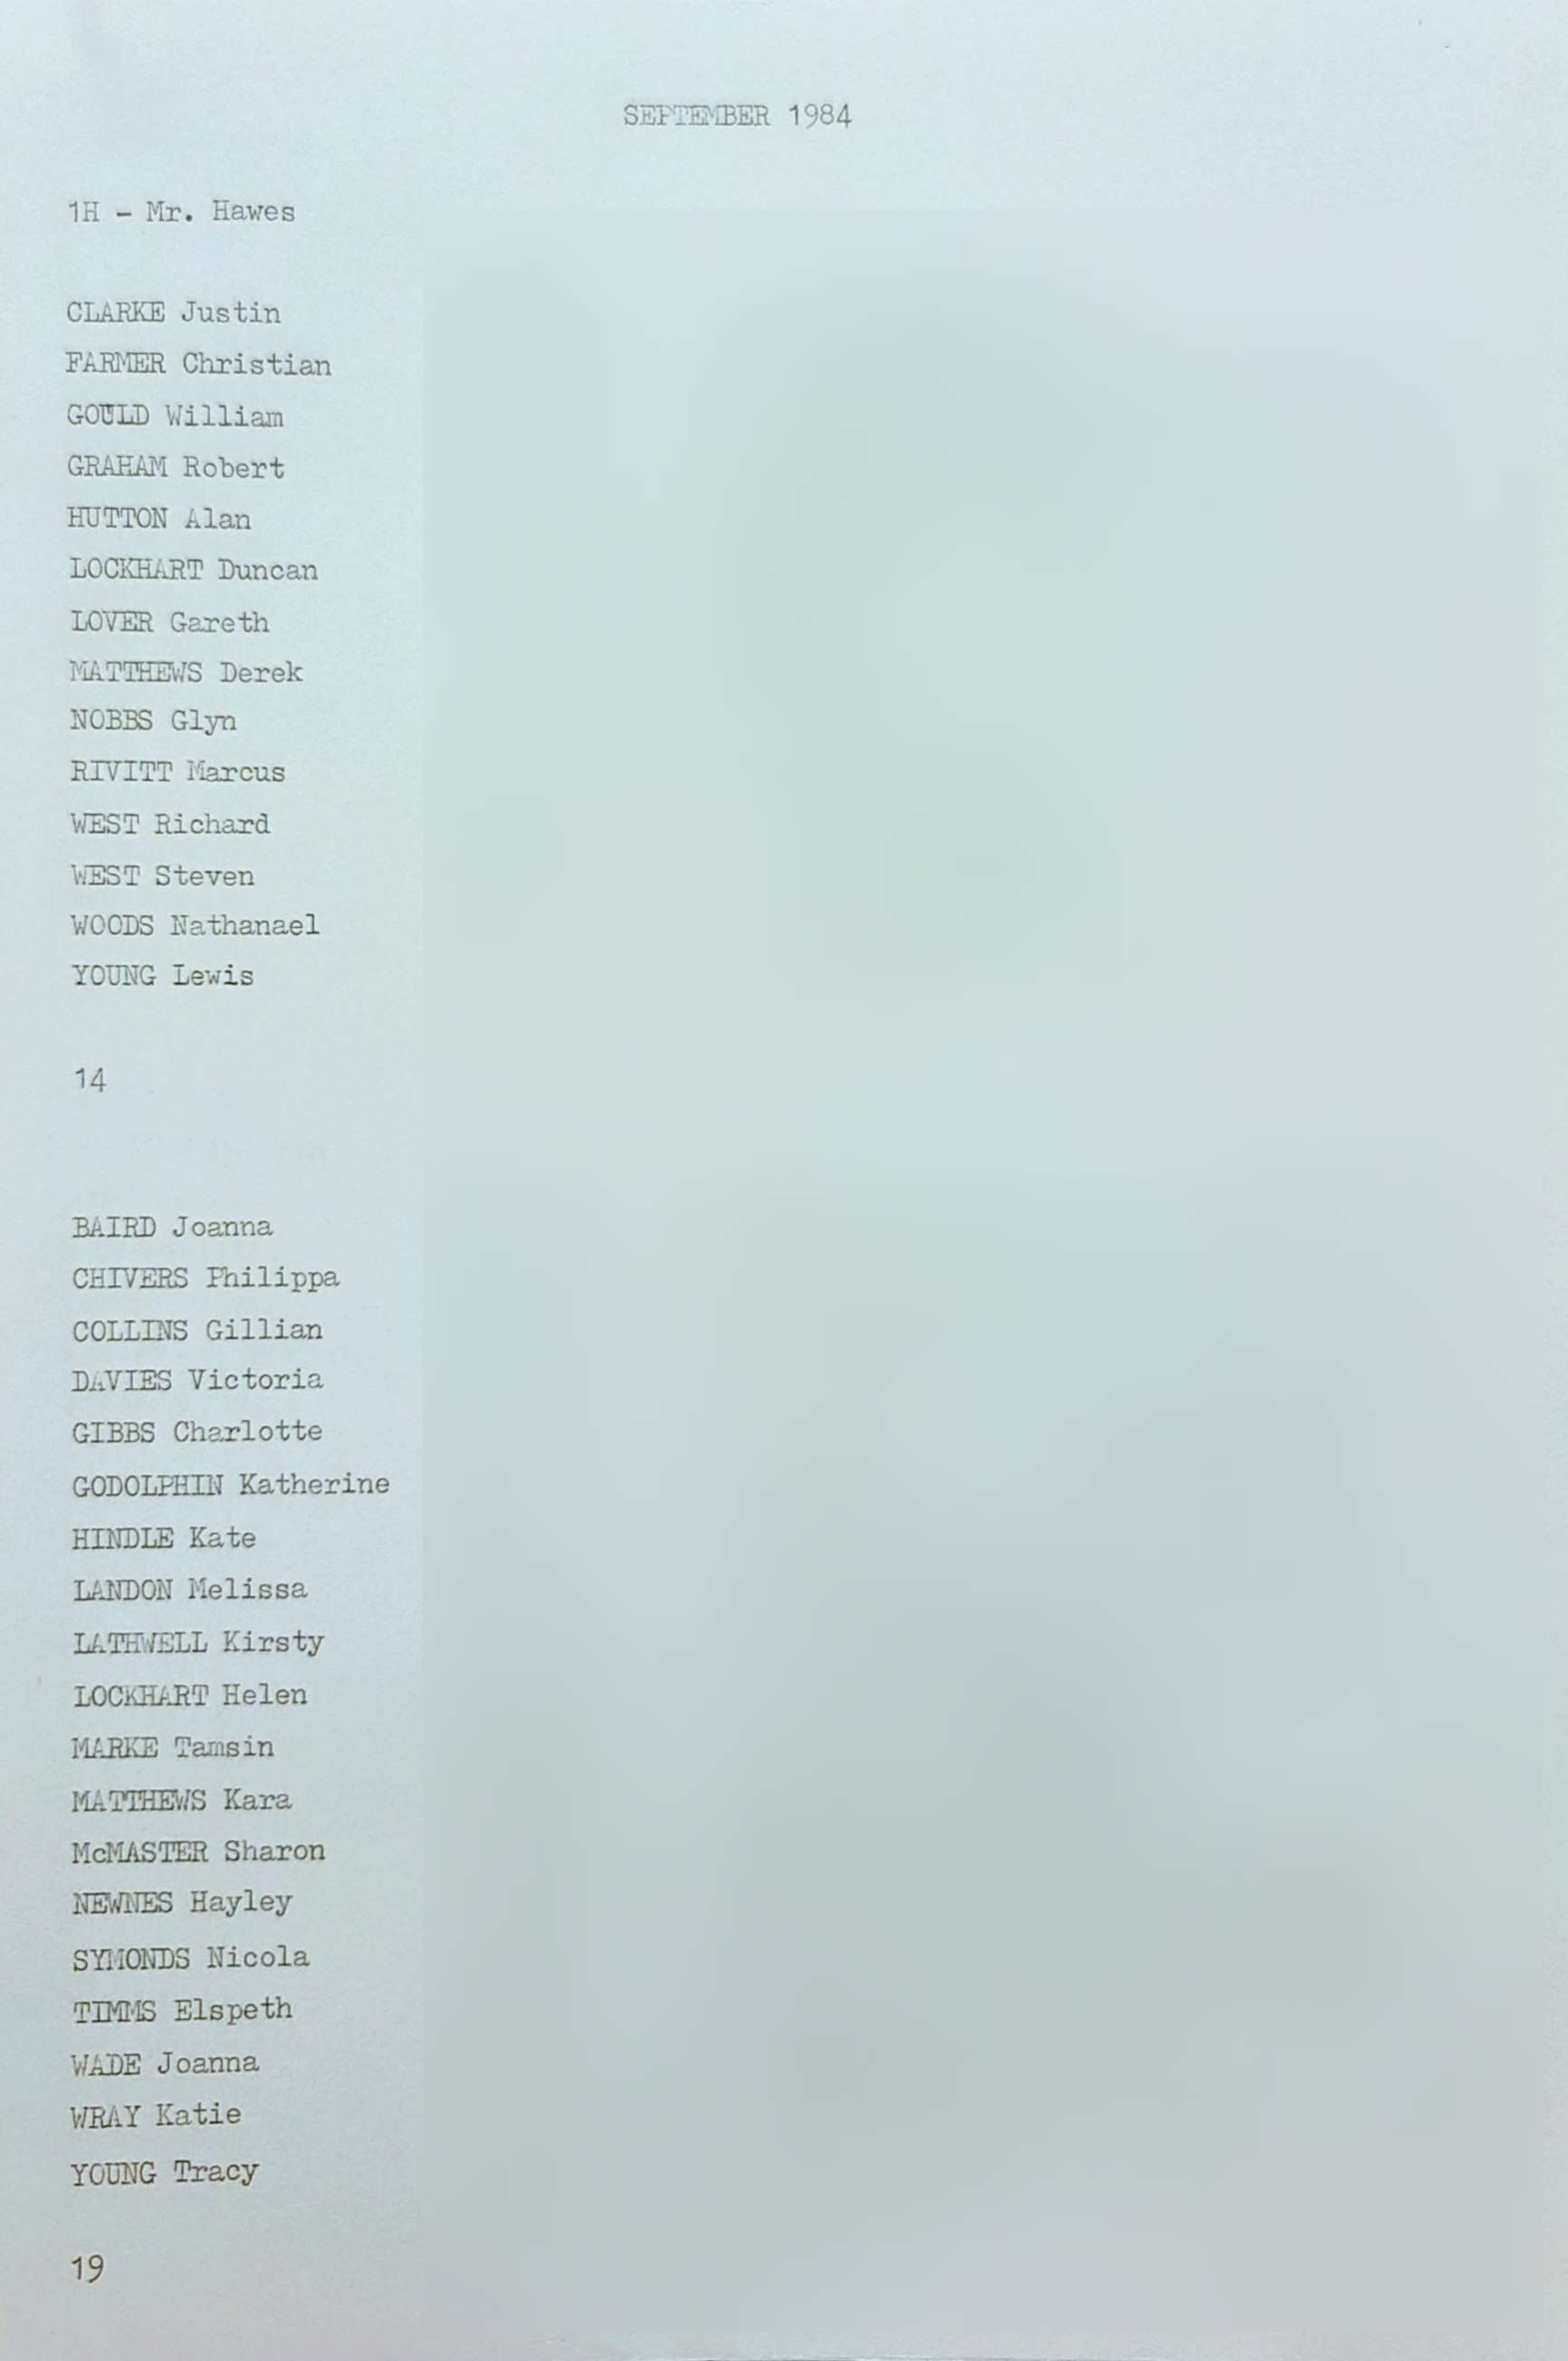 SEPTEMBER 1984
1H - Mr. Hawes
CLARKE Justin
FARMER Christian
GOULD William
GRAHAM Robert
HUTTON Alan
LOCKHART Duncan
LOVER Gareth
MATTHEWS Derek
NOBBS Glyn
RIVITT Marcus
WEST Richard
WEST Steven
WOODS Nathanael
YOUNG Lewis
14
BAIRD Joanna
CHIVERS Philippa
COLLINS Gillian
DAVIES Victoria
GIBBS Charlotte
GODOLPHIN Katherine
HINDLE Kate
LANDON Melissa
LATHWELL Kirsty
LOCKHART Helen
MARKE Tamsin
MATTHEWS Kara
McMASTER Sharon
NEWNES Hayley
SYMONDS Nicola
TIMMS Elspeth
WADE Joanna
WRAY Katie
YOUNG Tracy
19